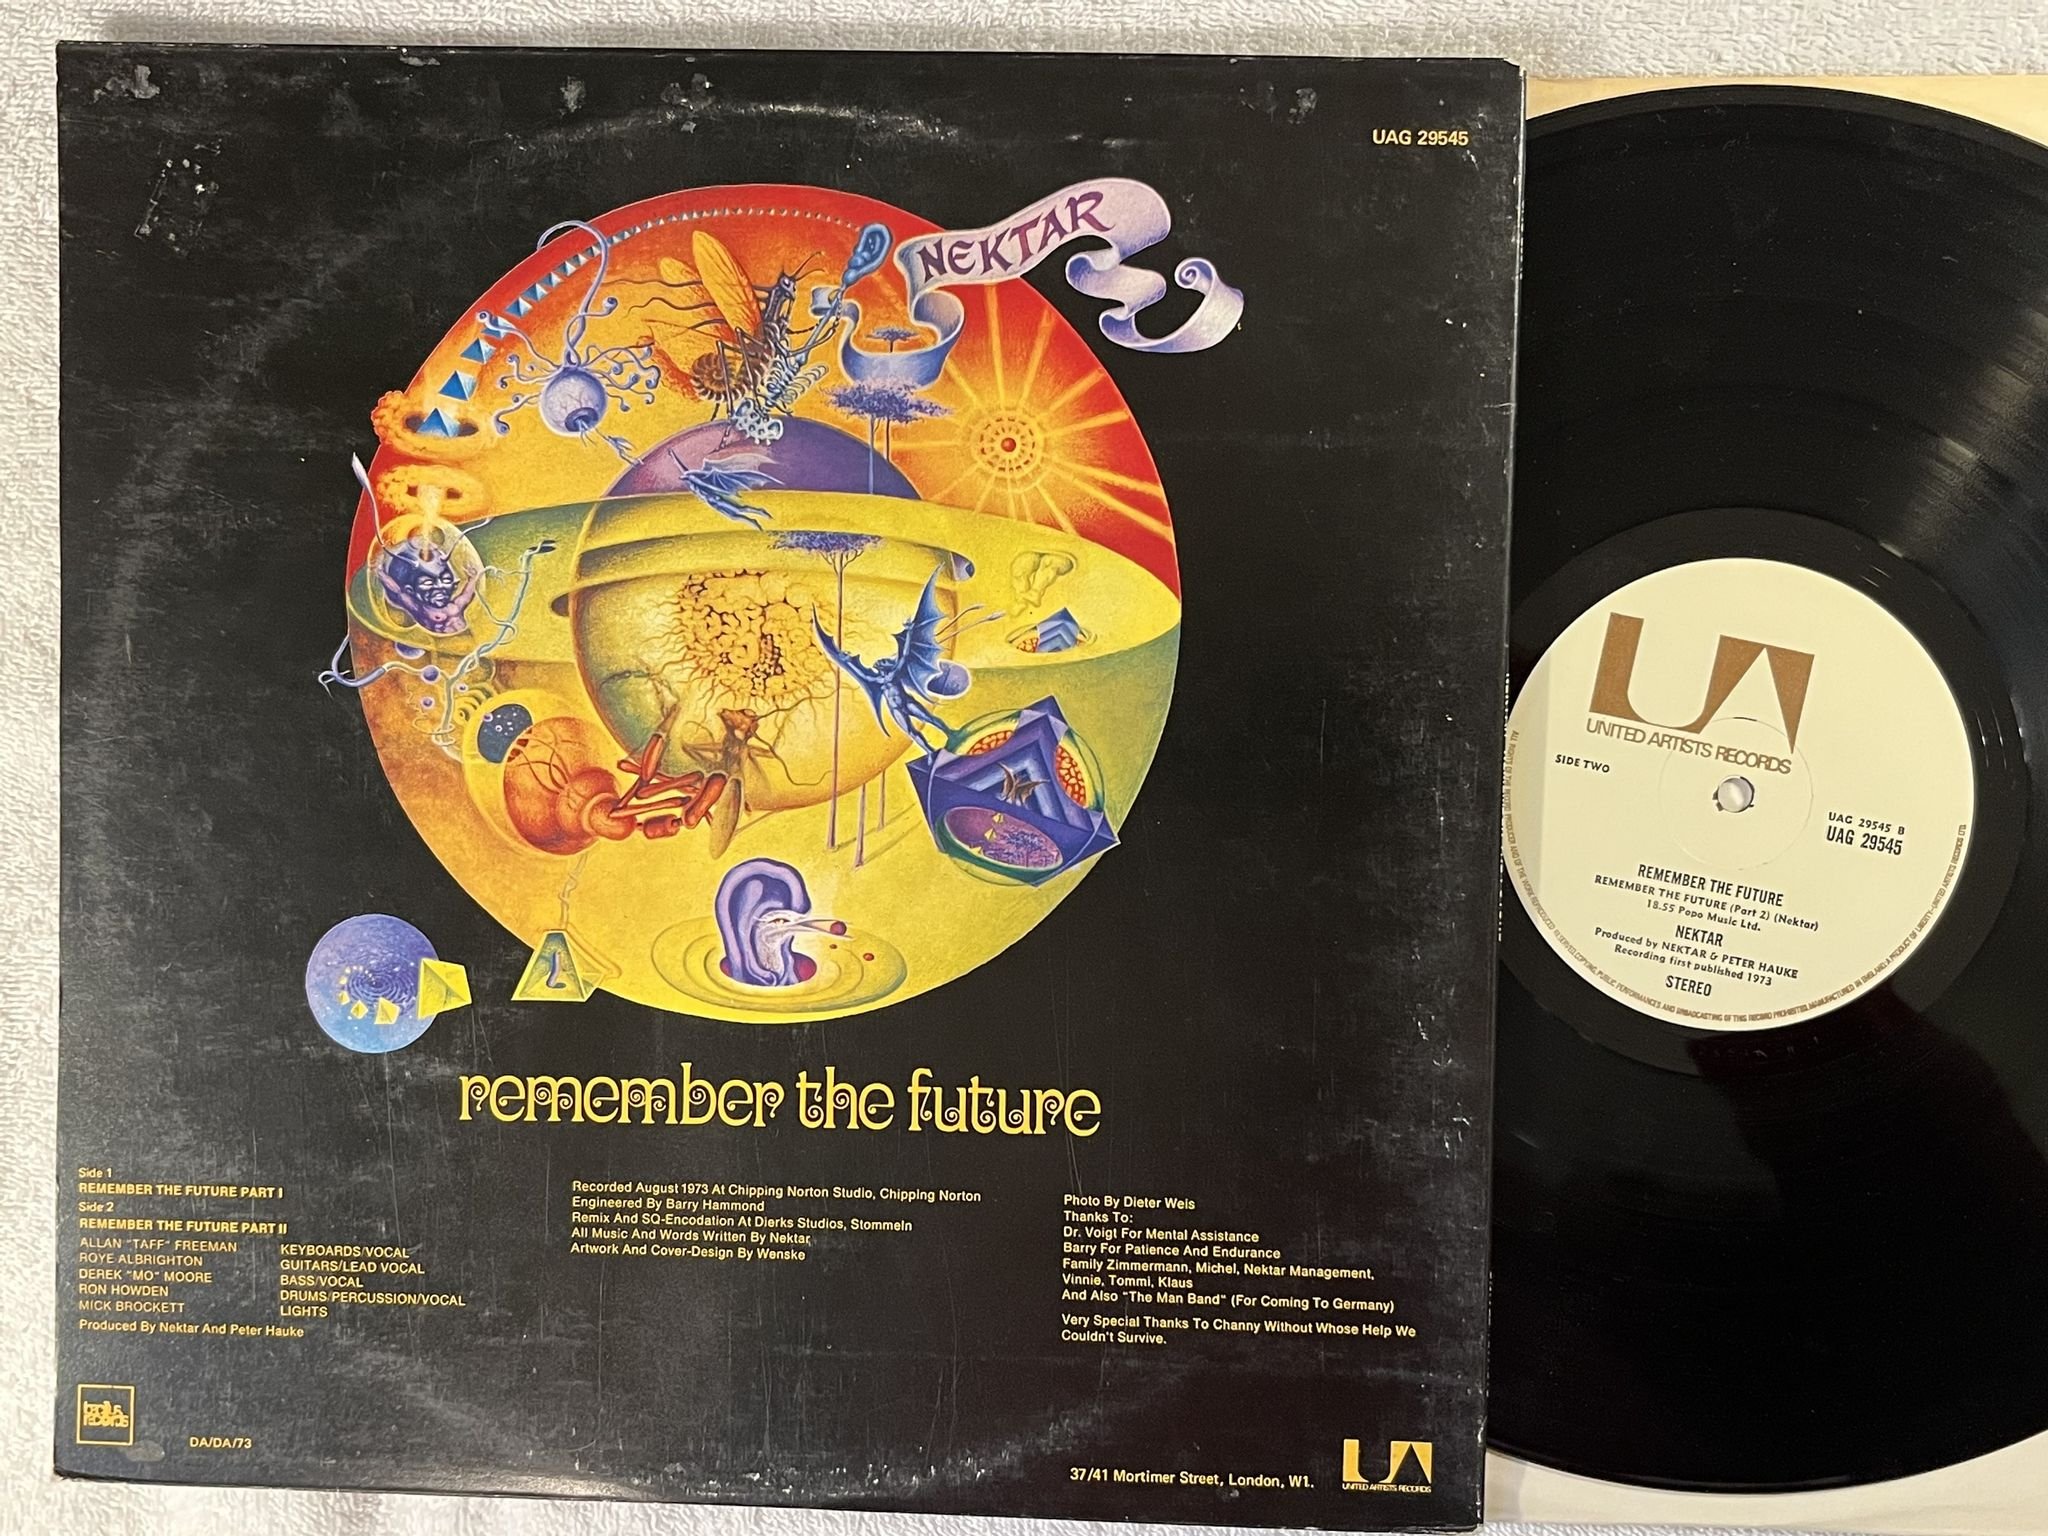 UAG 29545
NEKTAR
remember the future
Side 1
REMEMBER THE FUTURE PART I
Side 2
REMEMBER THE FUTURE PART II
ALLAN "TAFF" FREEMAN KEYBOARDS/VOCAL
ROYE ALBRIGHTON GUITARS/LEAD VOCAL
DEREK "MO" MOORE BASS/VOCAL
RON HOWDEN DRUMS/PERCUSSION/VOCAL
MICK BROCKETT LIGHTS
Produced By Nektar And Peter Hauke
Recorded August 1973 At Chipping Norton Studio, Chipping Norton
Engineered By Barry Hammond
Remix And SQ-Encodation At Dierks Studios, Stommeln
All Music And Words Written By Nektar
Artwork And Cover-Design By Wenske
Photo By Dieter Weis
Thanks To:
Dr. Voigt For Mental Assistance
Barry For Patience And Endurance
Family Zimmermann, Michel, Nektar Management,
Vinnie, Tommi, Klaus
And Also "The Man Band" (For Coming To Germany)
Very Special Thanks To Channy Without Whose Help We
Couldn't Survive.
bacillus
records
DA/DA/73
37/41 Mortimer Street, London, W1.
UA
UNITED ARTISTS RECORDS
UA
UNITED ARTISTS RECORDS
SIDE TWO
UAG 29545 B
UAG 29545
REMEMBER THE FUTURE
REMEMBER THE FUTURE (Part 2) (Nektar)
18.55 Popo Music Ltd.
NEKTAR
Produced by NEKTAR & PETER HAUKE
Recording first published 1973
STEREO